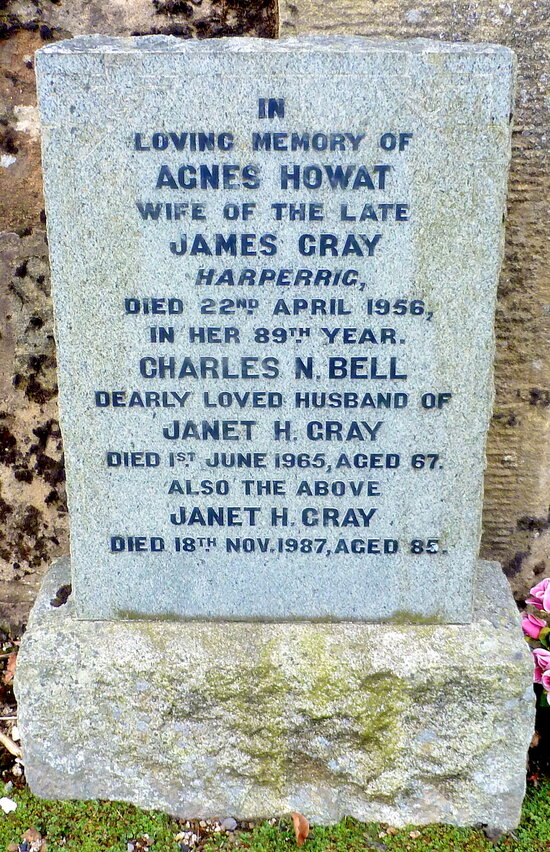 IN
LOVING MEMORY OF
AGNES HOWAT
WIFE OF THE LATE
JAMES GRAY
HARPERRIG,
DIED 22ND APRIL 1956,
IN HER 89TH YEAR.
CHARLES N. BELL
DEARLY LOVED HUSBAND OF
JANET H. GRAY
DIED 1ST JUNE 1965, AGED 67.
ALSO THE ABOVE
JANET H. GRAY
DIED 18TH NOV. 1987, AGED 85.